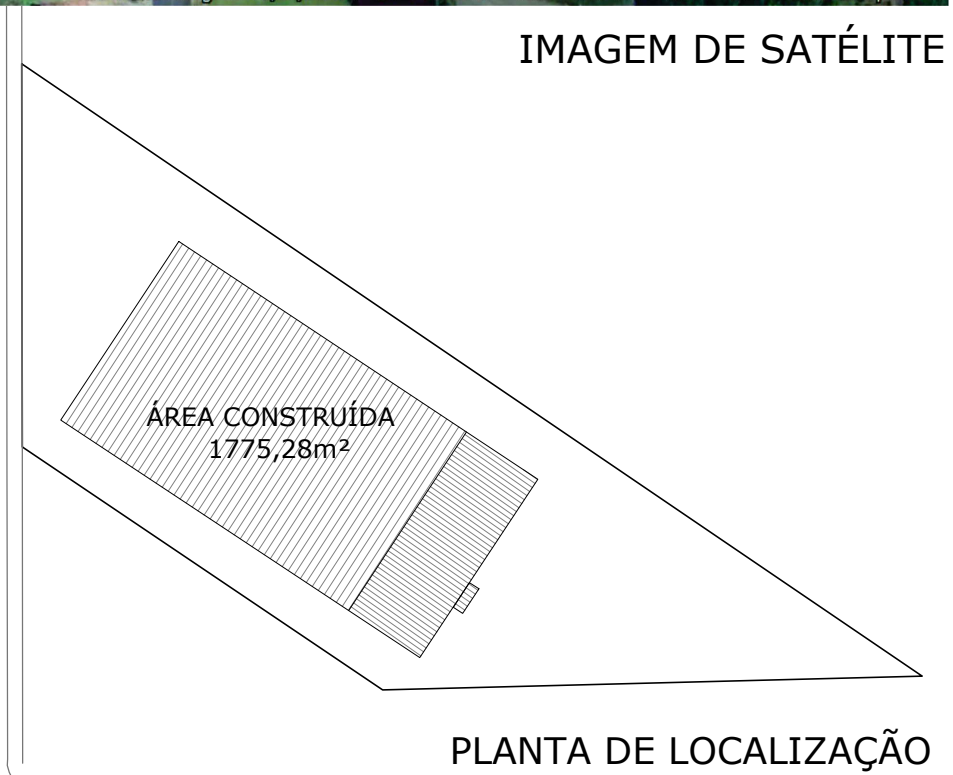 IMAGEM DE SATÉLITE
ÁREA CONSTRUÍDA
1775,28m²
PLANTA DE LOCALIZAÇÃO